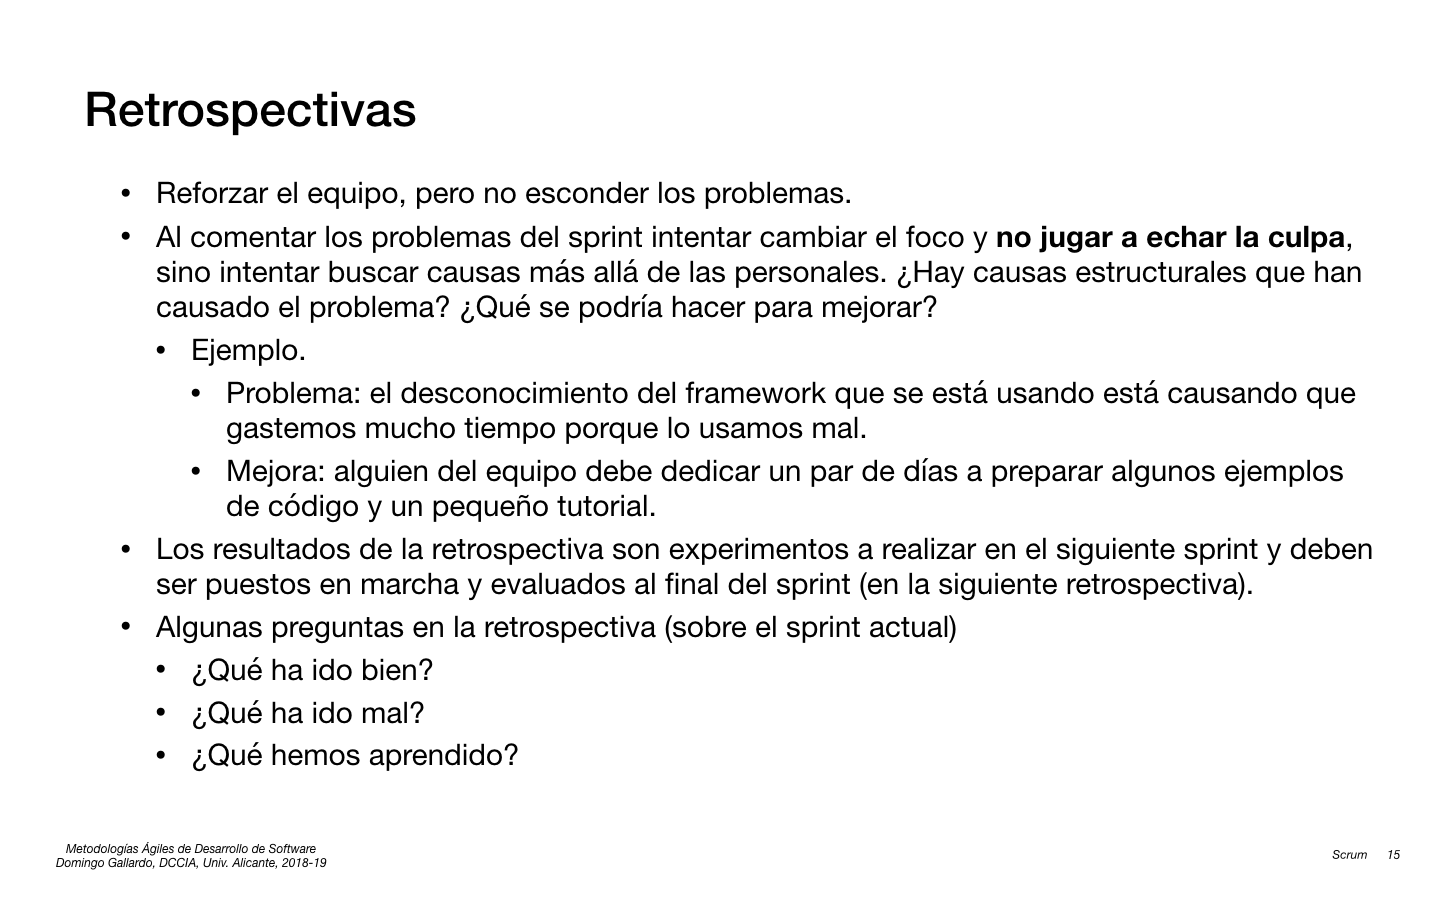 Retrospectivas
• Reforzar el equipo, pero no esconder los problemas.
• Al comentar los problemas del sprint intentar cambiar el foco y no jugar a echar la culpa,
sino intentar buscar causas más allá de las personales. ¿Hay causas estructurales que han
causado el problema? ¿Qué se podría hacer para mejorar?
• Ejemplo.
• Problema: el desconocimiento del framework que se está usando está causando que
gastemos mucho tiempo porque lo usamos mal.
• Mejora: alguien del equipo debe dedicar un par de días a preparar algunos ejemplos
de código y un pequeño tutorial.
• Los resultados de la retrospectiva son experimentos a realizar en el siguiente sprint y deben
ser puestos en marcha y evaluados al final del sprint (en la siguiente retrospectiva).
• Algunas preguntas en la retrospectiva (sobre el sprint actual)
• ¿Qué ha ido bien?
• ¿Qué ha ido mal?
• ¿Qué hemos aprendido?
Metodologías Ágiles de Desarrollo de Software
Domingo Gallardo, DCCIA, Univ. Alicante, 2018-19
Scrum 15